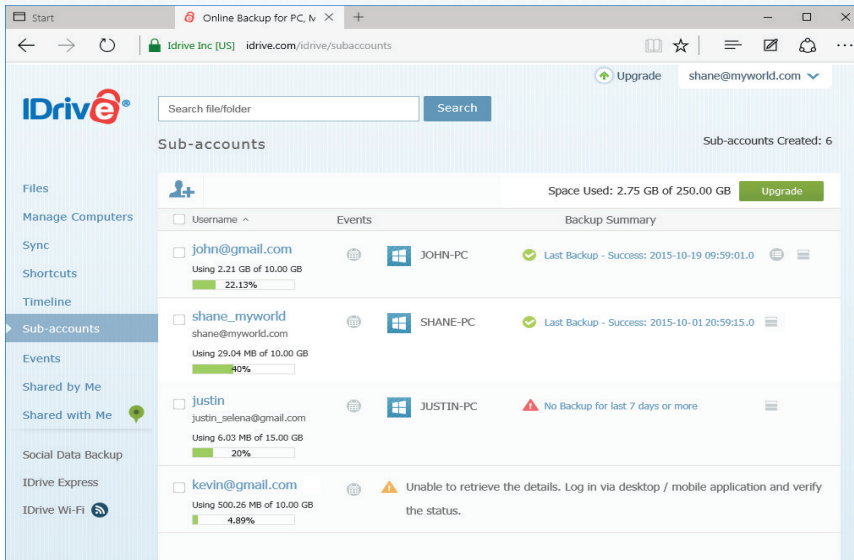 Start
Online Backup for PC, M
Idrive Inc [US] idrive.com/idrive/subaccounts
Upgrade shane@myworld.com
IDrive®
Search file/folder Search
Sub-accounts Sub-accounts Created: 6
Files
Manage Computers
Sync
Shortcuts
Timeline
Sub-accounts
Events
Shared by Me
Shared with Me
Social Data Backup
IDrive Express
IDrive Wi-Fi
Space Used: 2.75 GB of 250.00 GB Upgrade
Username Events Backup Summary
john@gmail.com JOHN-PC Last Backup - Success: 2015-10-19 09:59:01.0
Using 2.21 GB of 10.00 GB
22.13%
shane_myworld SHANE-PC Last Backup - Success: 2015-10-01 20:59:15.0
shane@myworld.com
Using 29.04 MB of 10.00 GB
40%
justin JUSTIN-PC No Backup for last 7 days or more
justin_selena@gmail.com
Using 6.03 MB of 15.00 GB
20%
kevin@gmail.com
Using 500.26 MB of 10.00 GB
4.89%
Unable to retrieve the details. Log in via desktop / mobile application and verify
the status.